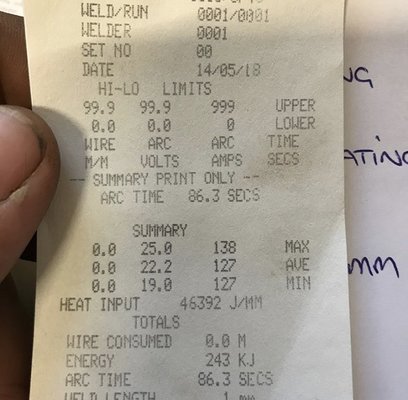 WELD/RUN 0001/0001
WELDER 0001
SET NO 00
DATE 14/05/18
HI-LO LIMITS
99.9 99.9 999 UPPER
0.0 0.0 0 LOWER
WIRE ARC ARC TIME
M/M VOLTS AMPS SECS
-- SUMMARY PRINT ONLY --
ARC TIME 86.3 SECS
SUMMARY
0.0 25.0 138 MAX
0.0 22.2 127 AVE
0.0 19.0 127 MIN
HEAT INPUT 46392 J/MM
TOTALS
WIRE CONSUMED 0.0 M
ENERGY 243 KJ
ARC TIME 86.3 SECS
WELD LENGTH 1 mm
NG
ATING
MM